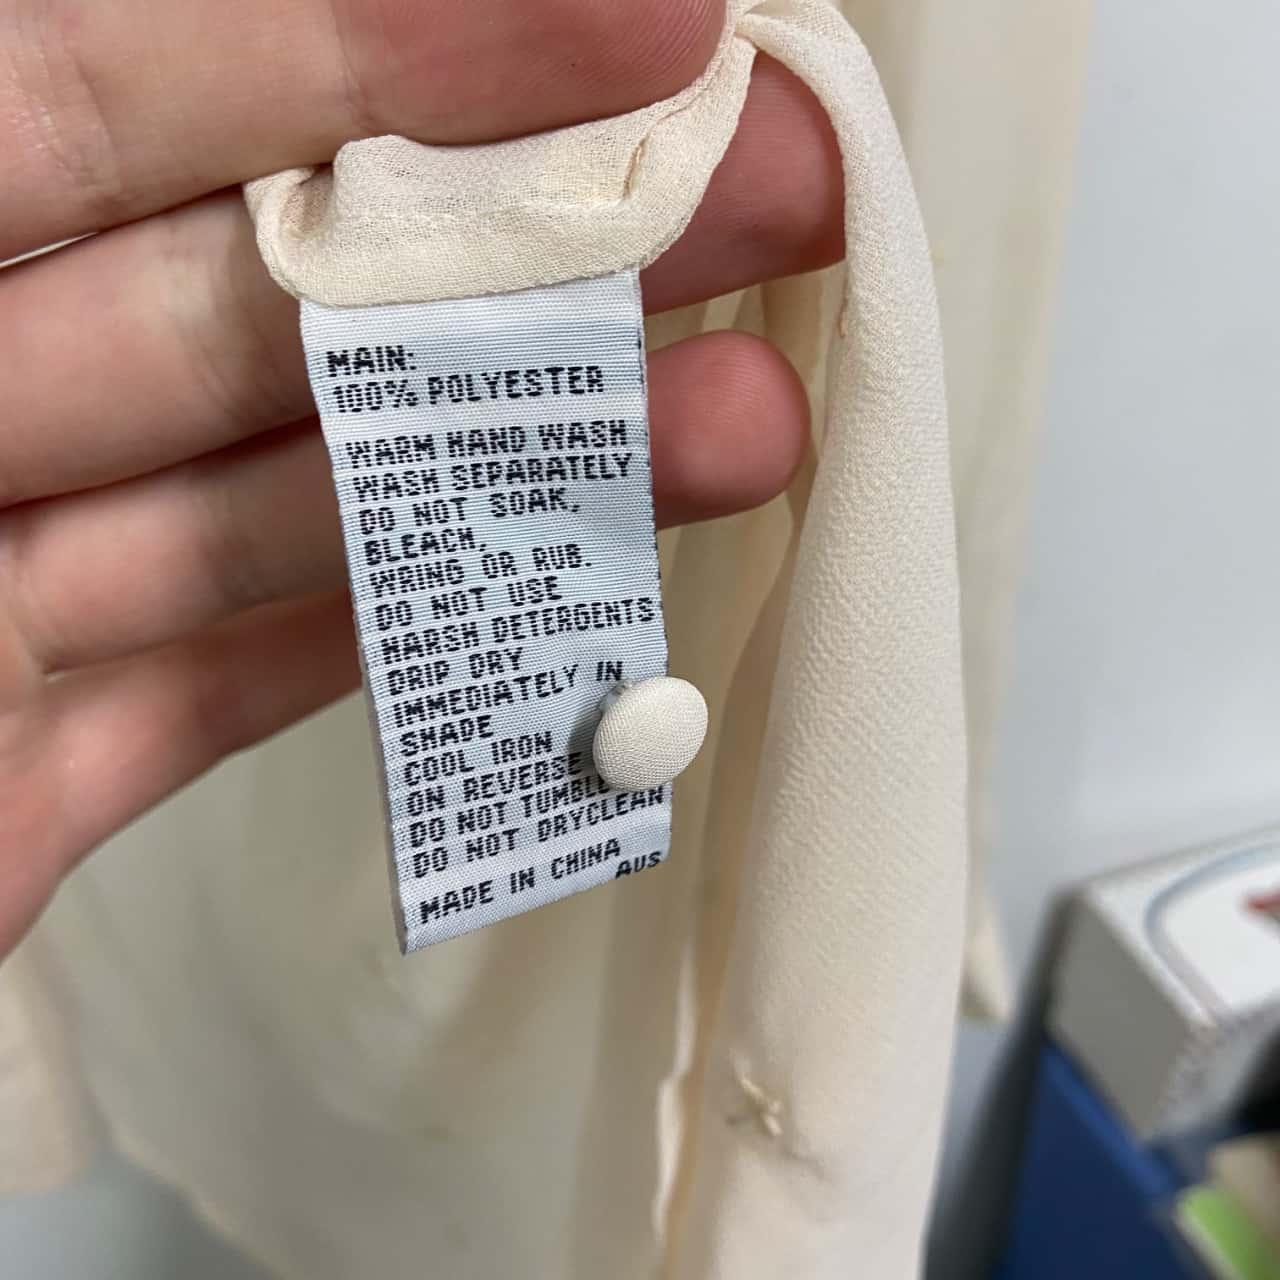 MAIN:
100% POLYESTER
WARM HAND WASH
WASH SEPARATELY
DO NOT SOAK,
BLEACH,
WRING OR RUB.
DO NOT USE
HARSH DETERGENTS
DRIP DRY
IMMEDIATELY IN
SHADE
COOL IRON
ON REVERSE
DO NOT TUMBLE
DO NOT DRYCLEAN
MADE IN CHINA
AUS